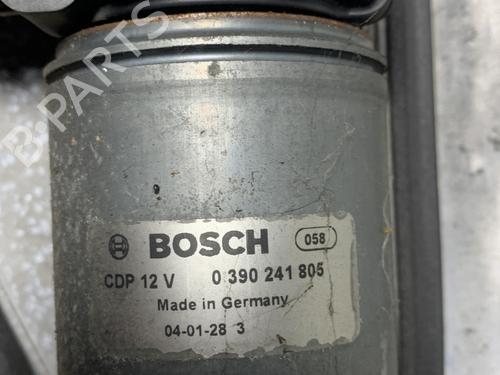 B-PARTS
BOSCH 058
CDP 12 V 0 390 241 805
Made in Germany
04-01-28 3